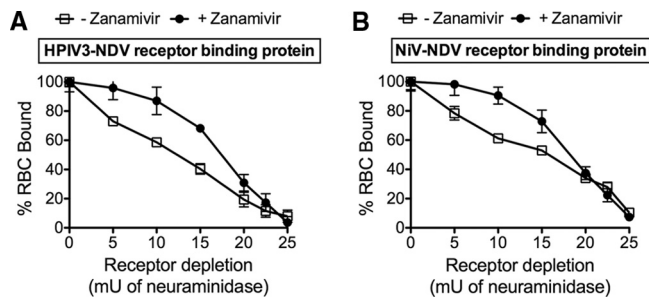 A
- Zanamivir + Zanamivir
HPIV3-NDV receptor binding protein
% RBC Bound
100
80
60
40
20
0
0 5 10 15 20 25
Receptor depletion
(mU of neuraminidase)
B
- Zanamivir + Zanamivir
NiV-NDV receptor binding protein
% RBC Bound
100
80
60
40
20
0
0 5 10 15 20 25
Receptor depletion
(mU of neuraminidase)